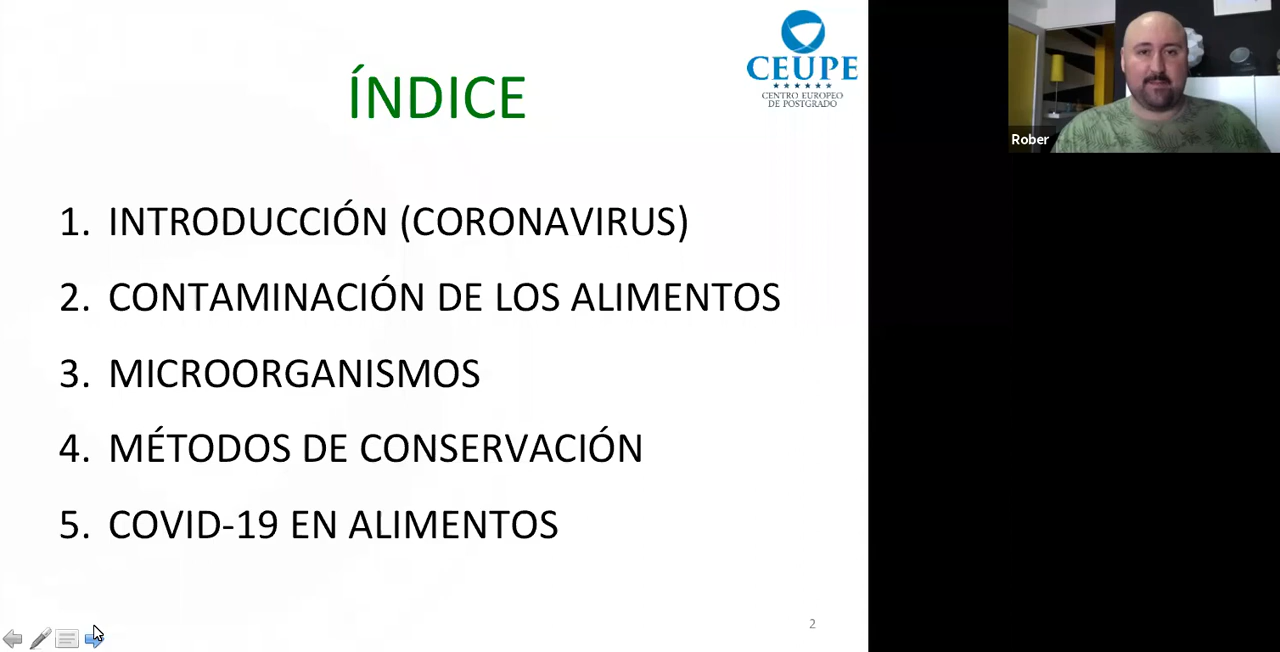 ÍNDICE
CEUPE
CENTRO EUROPEO
DE POSTGRADO
Rober
1. INTRODUCCIÓN (CORONAVIRUS)
2. CONTAMINACIÓN DE LOS ALIMENTOS
3. MICROORGANISMOS
4. MÉTODOS DE CONSERVACIÓN
5. COVID-19 EN ALIMENTOS
2